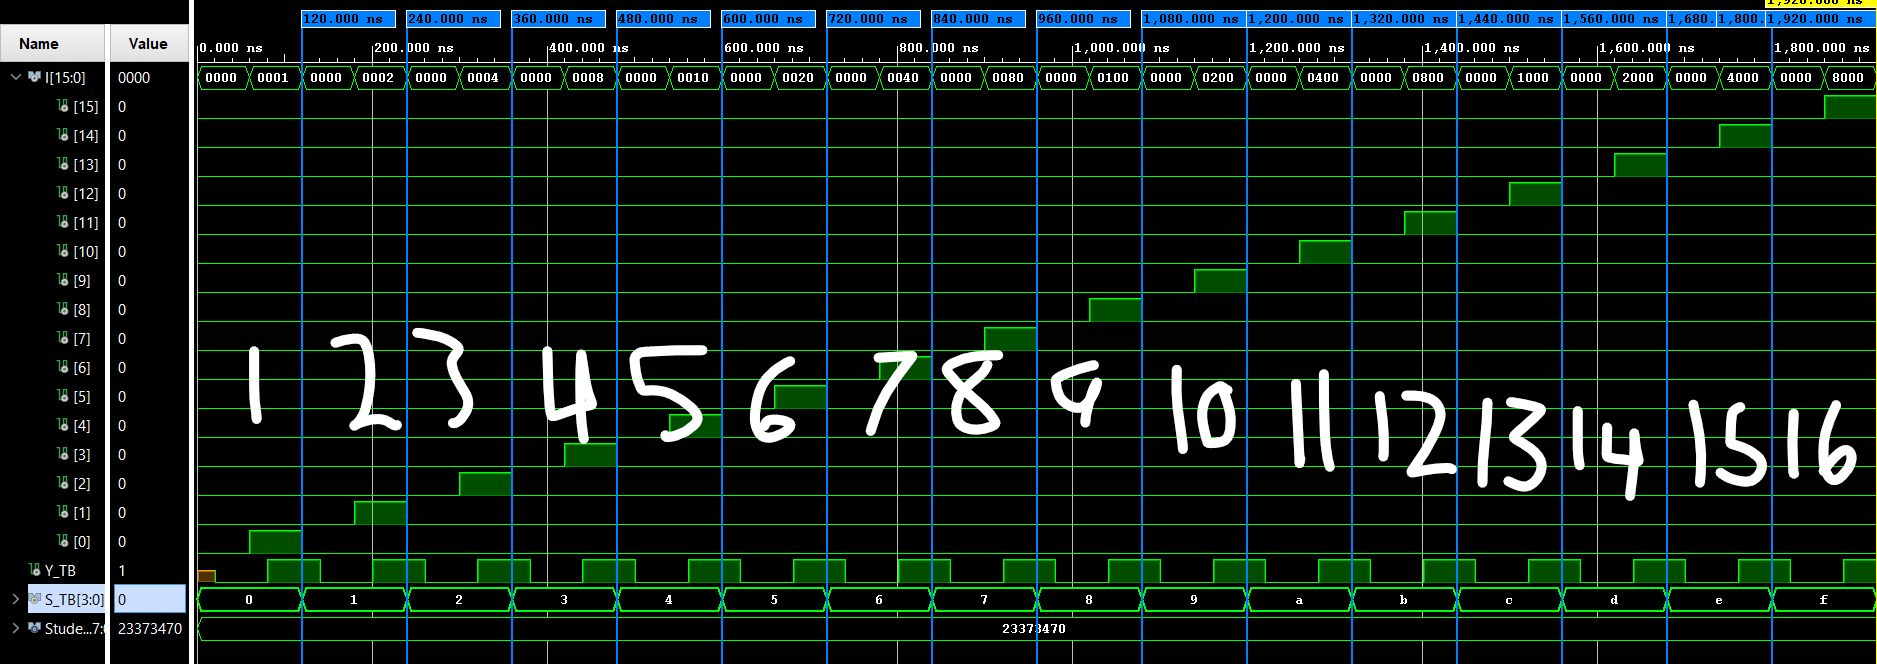 1,920.000 ns
120.000 ns 240.000 ns 360.000 ns 480.000 ns 600.000 ns 720.000 ns 840.000 ns 960.000 ns 1,080.000 ns 1,200.000 ns 1,320.000 ns 1,440.000 ns 1,560.000 ns 1,680. 1,800. 1,920.000 ns
Name Value 0.000 ns 200.000 ns 400.000 ns 600.000 ns 800.000 ns 1,000.000 ns 1,200.000 ns 1,400.000 ns 1,600.000 ns 1,800.000 ns
I[15:0] 0000 0000 0001 0000 0002 0000 0004 0000 0008 0000 0010 0000 0020 0000 0040 0000 0080 0000 0100 0000 0200 0000 0400 0000 0800 0000 1000 0000 2000 0000 4000 0000 8000
[15] 0
[14] 0
[13] 0
[12] 0
[11] 0
[10] 0
[9] 0
[8] 0
[7] 0
[6] 0
[5] 0
[4] 0
[3] 0
[2] 0
[1] 0
[0] 0
1 2 3 4 5 6 7 8 9 10 11 12 13 14 15 16
Y_TB 1
S_TB[3:0] 0 0 1 2 3 4 5 6 7 8 9 a b c d e f
Stude...7:0 23373470 23373470